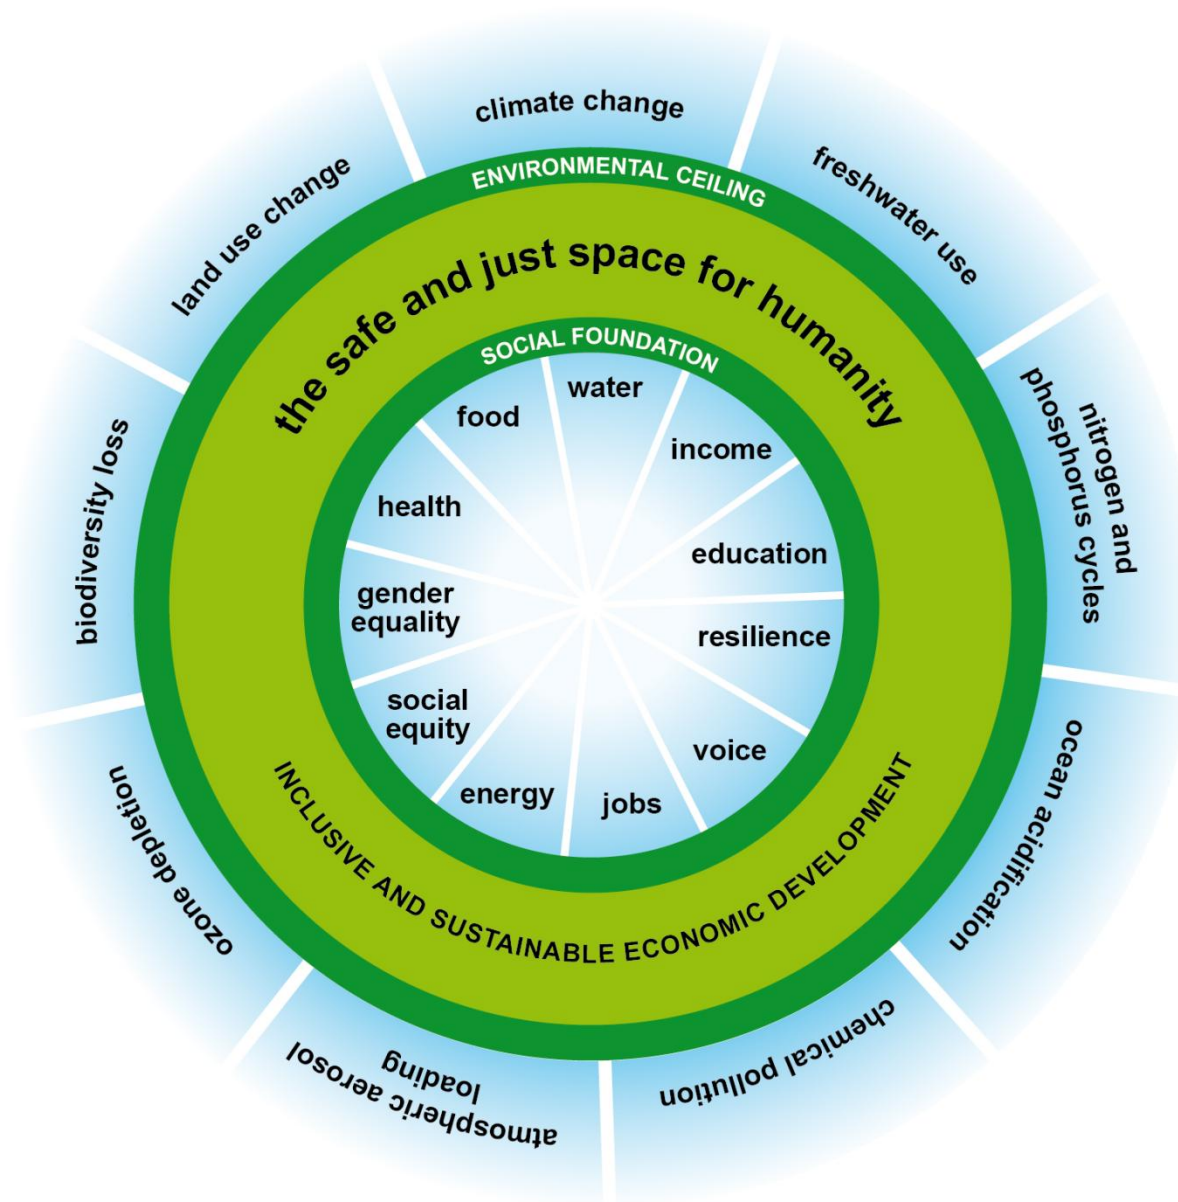 climate change
freshwater use
nitrogen and
phosphorus cycles
ocean acidification
chemical pollution
atmospheric aerosol
loading
ozone depletion
biodiversity loss
land use change
ENVIRONMENTAL CEILING
the safe and just space for humanity
SOCIAL FOUNDATION
water
income
education
resilience
voice
jobs
energy
social
equity
gender
equality
health
food
INCLUSIVE AND SUSTAINABLE ECONOMIC DEVELOPMENT